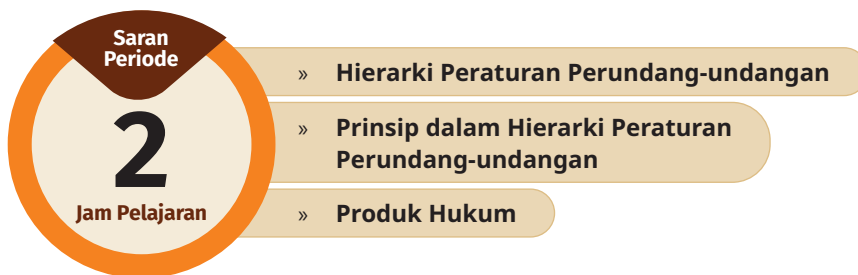 Saran
Periode
2
Jam Pelajaran
» Hierarki Peraturan Perundang-undangan
» Prinsip dalam Hierarki Peraturan
Perundang-undangan
» Produk Hukum